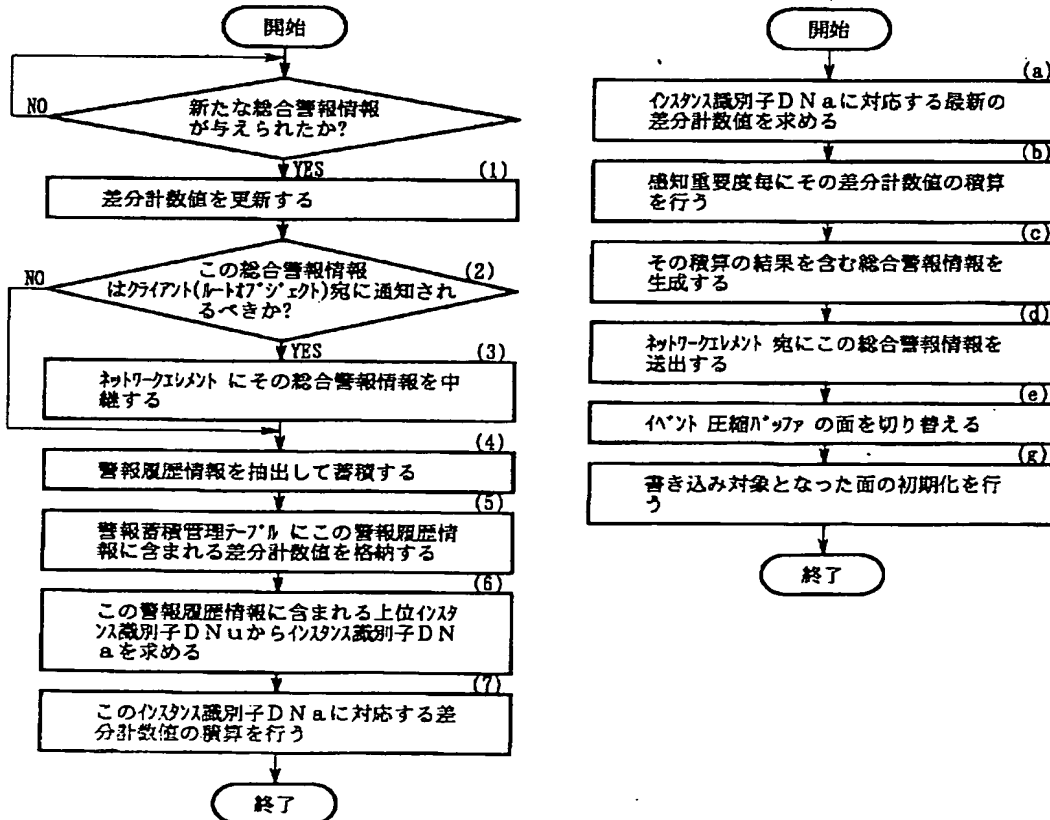 開始
NO
新たな総合警報情報
が与えられたか?
YES
(1)
差分計数値を更新する
(2)
NO
この総合警報情報
はクライアント(ルートオブジェクト)宛に通知され
るべきか?
YES
(3)
ネットワークエレメント にその総合警報情報を中
継する
(4)
警報履歴情報を抽出して蓄積する
(5)
警報蓄積管理テーブル にこの警報履歴情
報に含まれる差分計数値を格納する
(6)
この警報履歴情報に含まれる上位インスタ
ンス識別子DNuからインスタンス識別子DN
aを求める
(7)
このインスタンス識別子DNaに対応する差
分計数値の積算を行う
終了
開始
(a)
インスタンス識別子DNaに対応する最新の
差分計数値を求める
(b)
感知重要度毎にその差分計数値の積算
を行う
(c)
その積算の結果を含む総合警報情報を
生成する
(d)
ネットワークエレメント 宛にこの総合警報情報を
送出する
(e)
イベント 圧縮バッファ の面を切り替える
(g)
書き込み対象となった面の初期化を行
う
終了